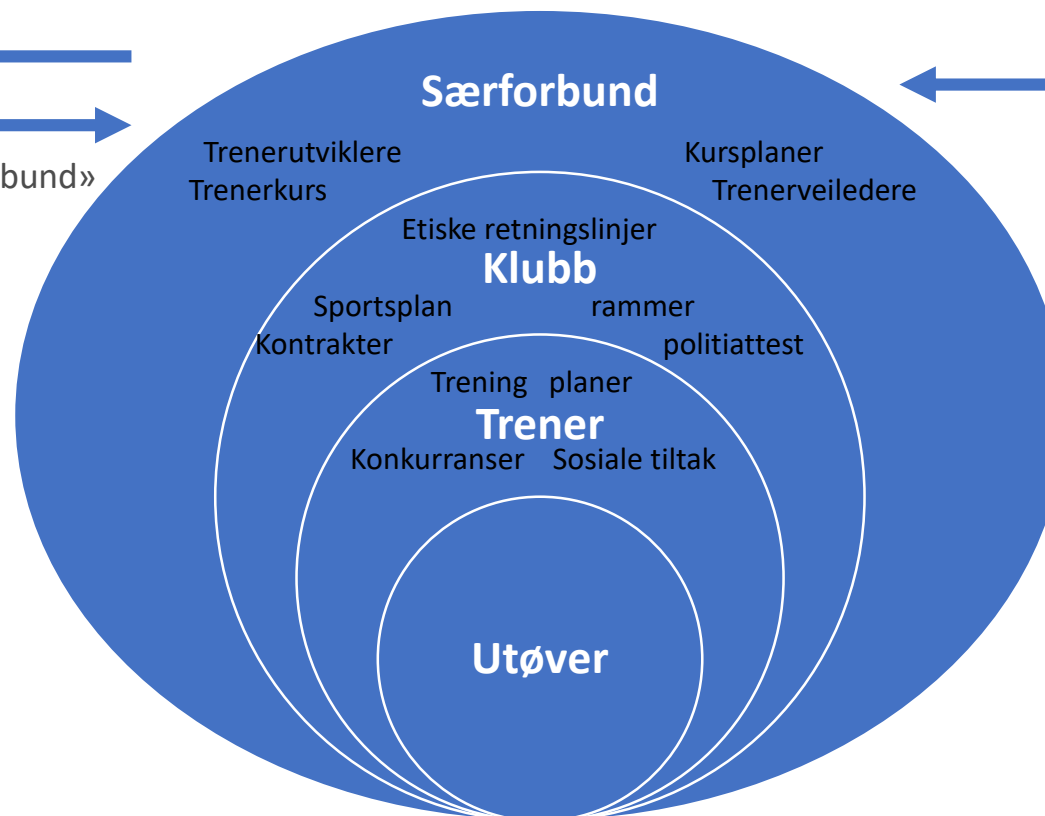 Særforbund
Trenerutviklere Kursplaner
bund»
Trenerkurs Trenerveiledere
Etiske retningslinjer
Klubb
Sportsplan rammer
Kontrakter politiattest
Trening planer
Trener
Konkurranser Sosiale tiltak
Utøver